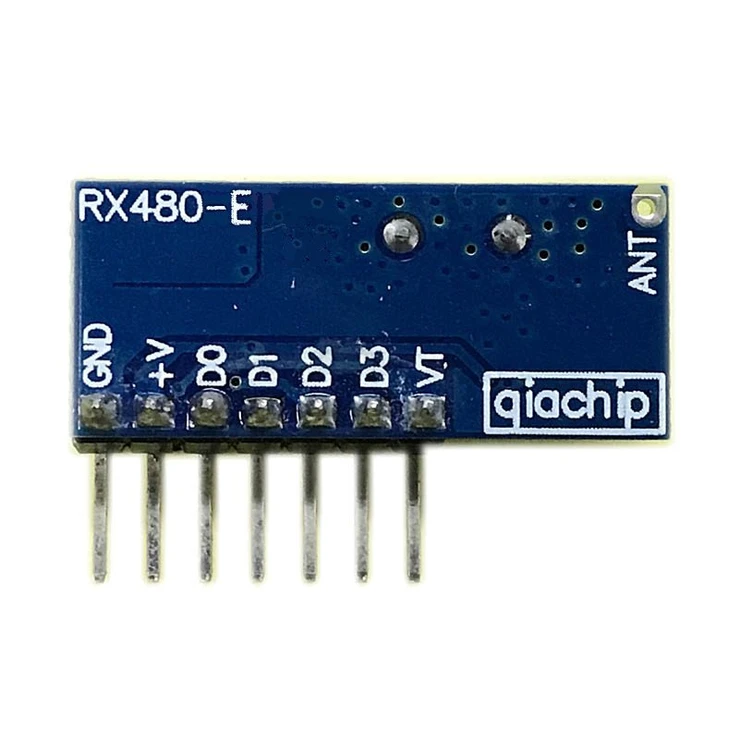 RX480-E
ANT
GND
+V
D0
D1
D2
D3
VT
qiachip